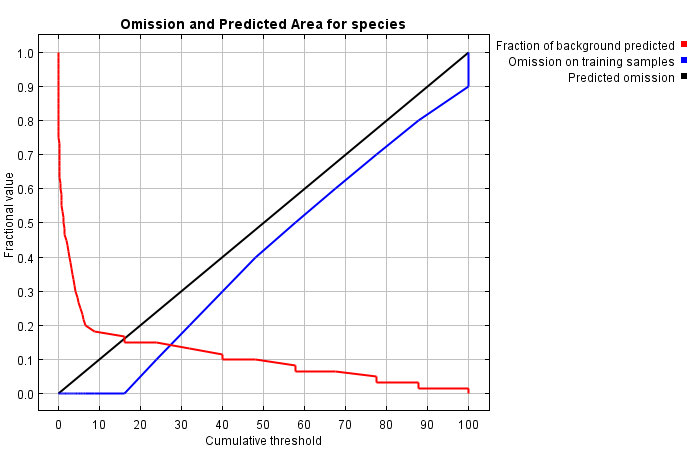 Omission and Predicted Area for species
Fraction of background predicted
Omission on training samples
Predicted omission
Fractional value
1.0
0.9
0.8
0.7
0.6
0.5
0.4
0.3
0.2
0.1
0.0
0 10 20 30 40 50 60 70 80 90 100
Cumulative threshold